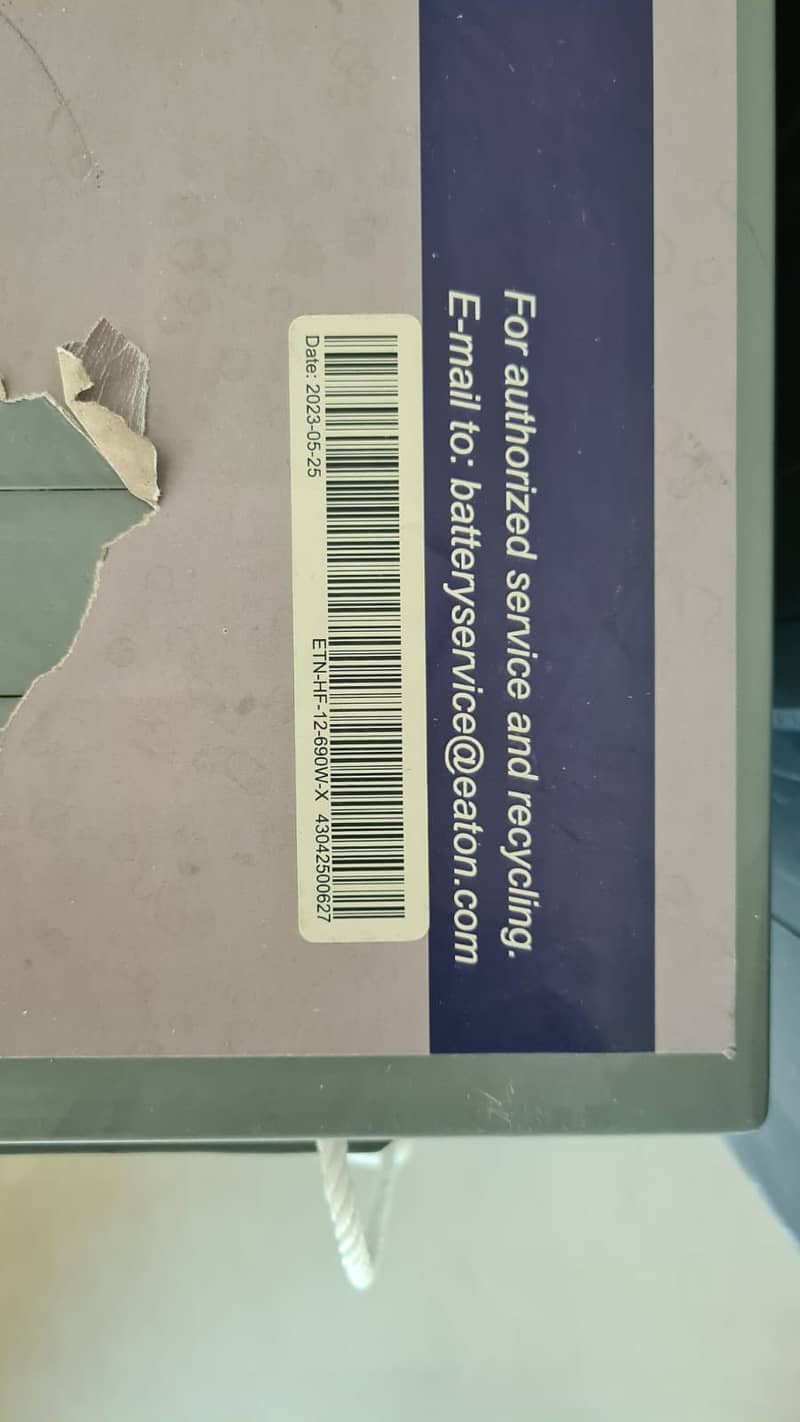 For authorized service and recycling.
E-mail to: batteryservice@eaton.com
Date: 2023-05-25
ETN-HF-12-690W-X 43042500627